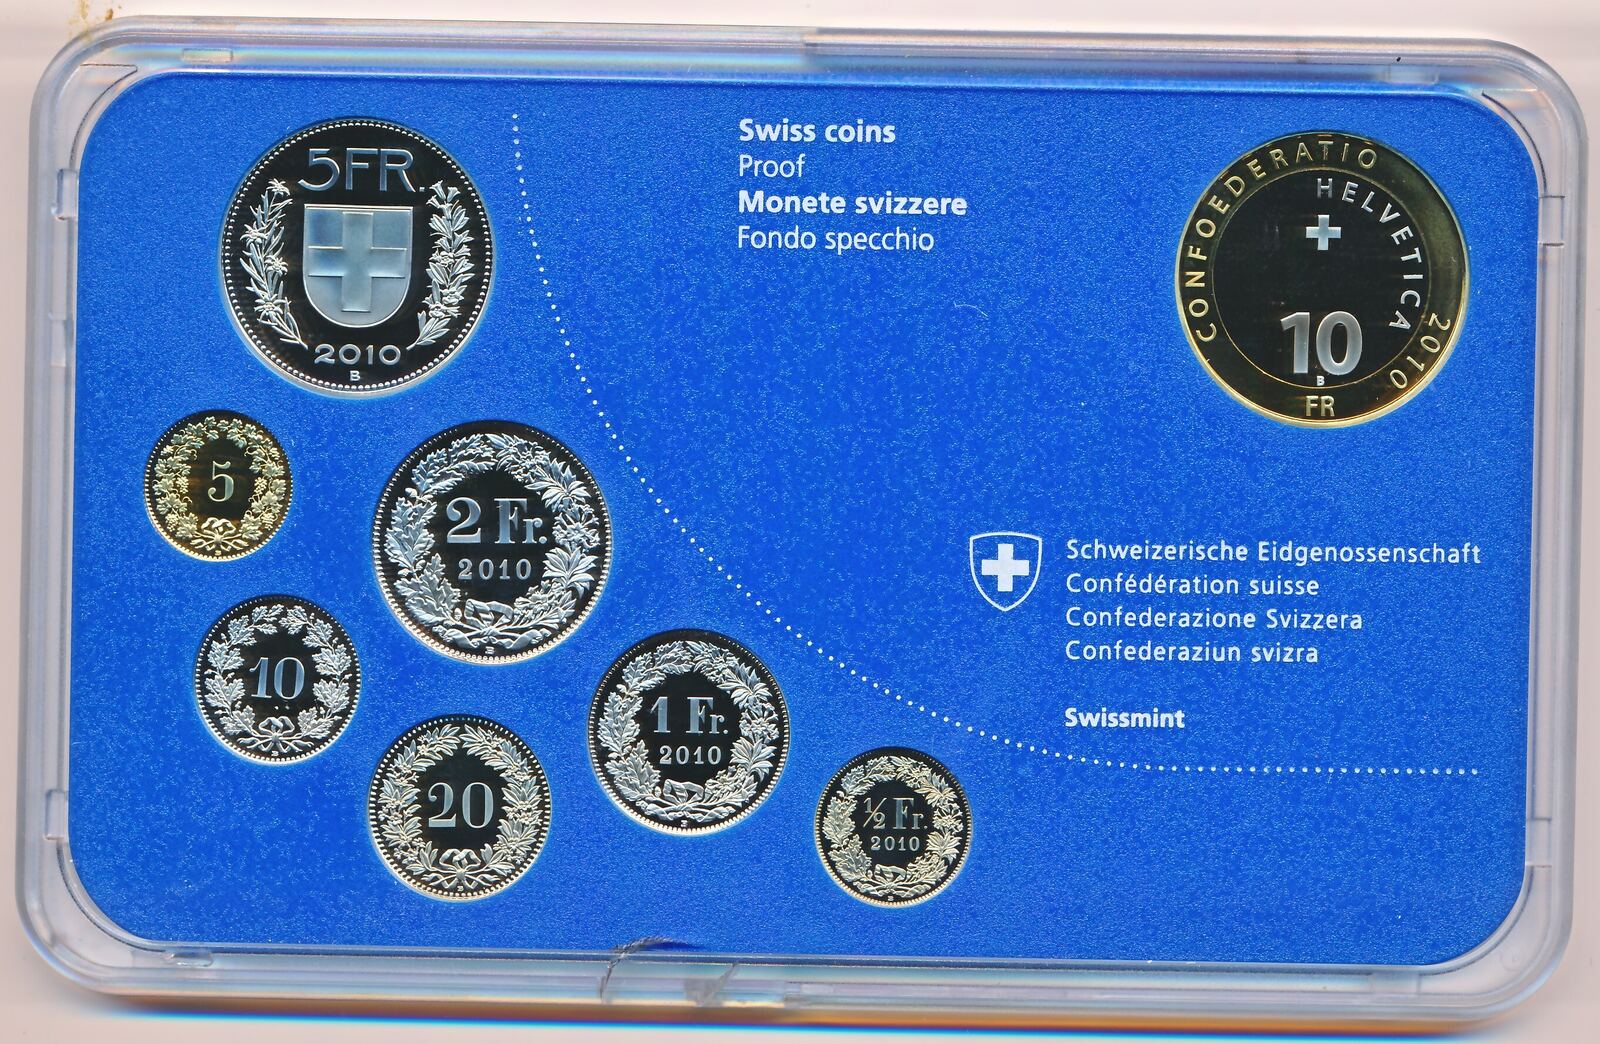 5FR.
2010
B
Swiss coins
Proof
Monete svizzere
Fondo specchio
CONFOEDERATIO
HELVETICA
2010
10
B
FR
5
B
2 Fr.
2010
B
10
B
20
B
1 Fr.
2010
B
½ Fr.
2010
B
Schweizerische Eidgenossenschaft
Confédération suisse
Confederazione Svizzera
Confederaziun svizra
Swissmint